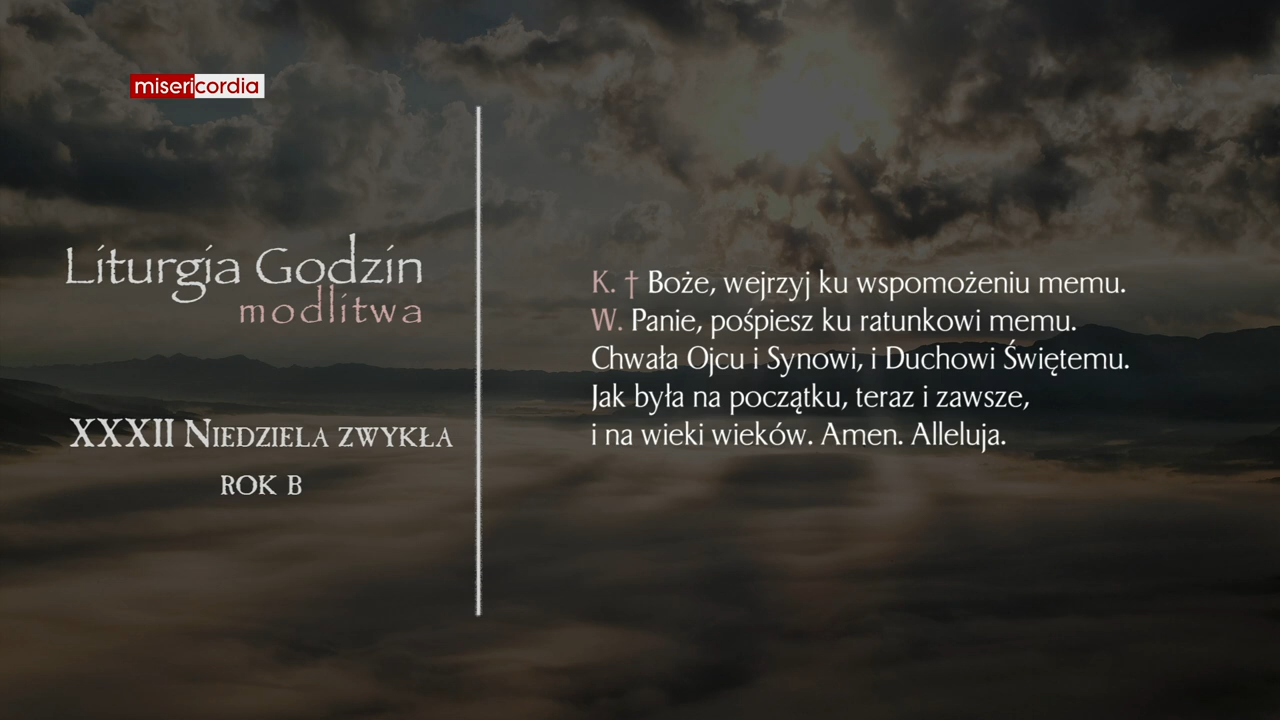 misericordia
Liturgia Godzin
modlitwa
XXXII Niedziela zwykła
rok B
K. † Boże, wejrzyj ku wspomożeniu memu.
W. Panie, pośpiesz ku ratunkowi memu.
Chwała Ojcu i Synowi, i Duchowi Świętemu.
Jak była na początku, teraz i zawsze,
i na wieki wieków. Amen. Alleluja.